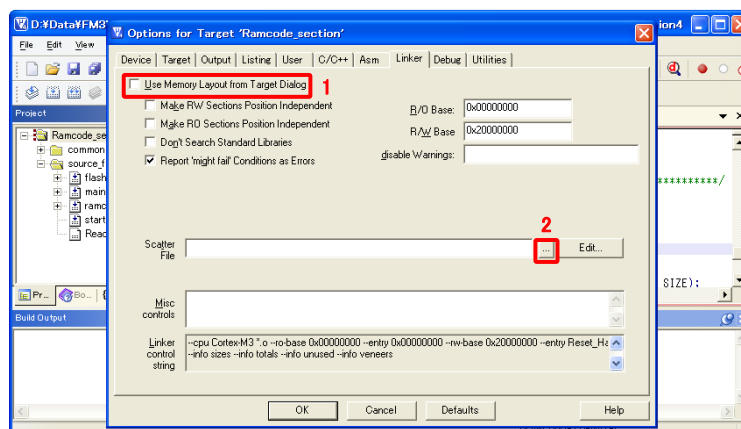 D:¥Data¥FM3
Options for Target 'Ramcode_section'
ion4
File Edit View
Device Target Output Listing User C/C++ Asm Linker Debug Utilities
Use Memory Layout from Target Dialog
1
Make RW Sections Position Independent
R/O Base: 0x00000000
Make RO Sections Position Independent
R/W Base 0x20000000
Don't Search Standard Libraries
disable Warnings:
Report 'might fail' Conditions as Errors
Project
Ramcode_se
common
source_f
flash
main
ramc
start
Read
**********/
2
Scatter File
...
Edit...
SIZE);
Pr...
Bo...
Misc controls
Build Output
Linker control string
--cpu Cortex-M3 *.o --ro-base 0x00000000 --entry 0x00000000 --rw-base 0x20000000 --entry Reset_Ha
--info sizes --info totals --info unused --info veneers
OK Cancel Defaults Help